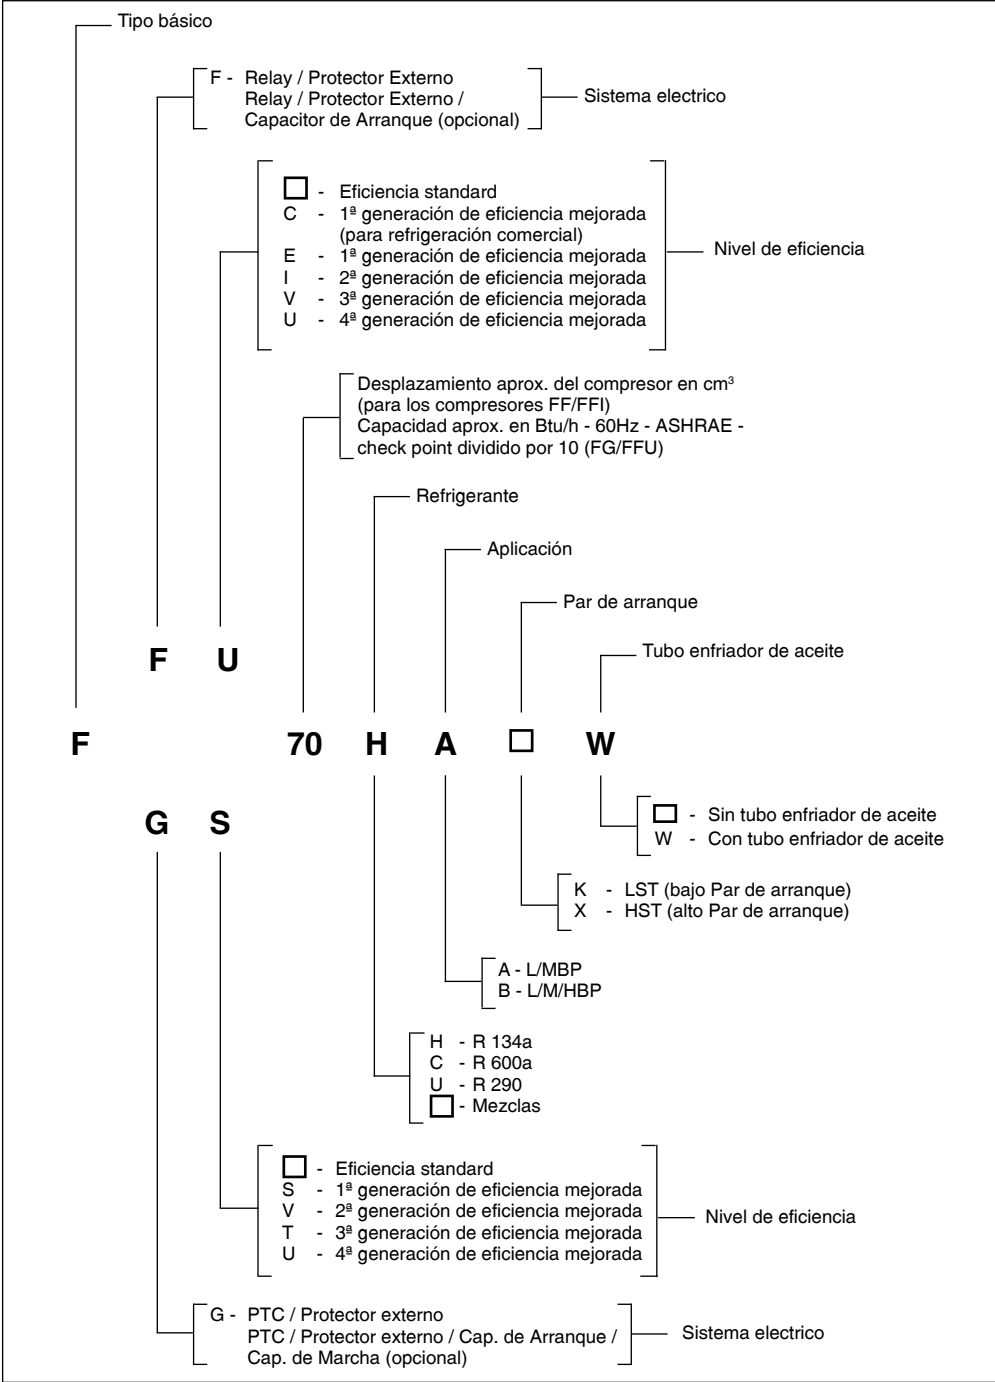 Tipo básico
F - Relay / Protector Externo
Relay / Protector Externo /
Capacitor de Arranque (opcional)
Sistema electrico
- Eficiencia standard
C - 1ª generación de eficiencia mejorada
(para refrigeración comercial)
E - 1ª generación de eficiencia mejorada
I - 2ª generación de eficiencia mejorada
V - 3ª generación de eficiencia mejorada
U - 4ª generación de eficiencia mejorada
Nivel de eficiencia
Desplazamiento aprox. del compresor en cm³
(para los compresores FF/FFI)
Capacidad aprox. en Btu/h - 60Hz - ASHRAE -
check point dividido por 10 (FG/FFU)
Refrigerante
Aplicación
Par de arranque
Tubo enfriador de aceite
F U
F 70 H A W
G S
- Sin tubo enfriador de aceite
W - Con tubo enfriador de aceite
K - LST (bajo Par de arranque)
X - HST (alto Par de arranque)
A - L/MBP
B - L/M/HBP
H - R 134a
C - R 600a
U - R 290
- Mezclas
- Eficiencia standard
S - 1ª generación de eficiencia mejorada
V - 2ª generación de eficiencia mejorada
T - 3ª generación de eficiencia mejorada
U - 4ª generación de eficiencia mejorada
Nivel de eficiencia
G - PTC / Protector externo
PTC / Protector externo / Cap. de Arranque /
Cap. de Marcha (opcional)
Sistema electrico